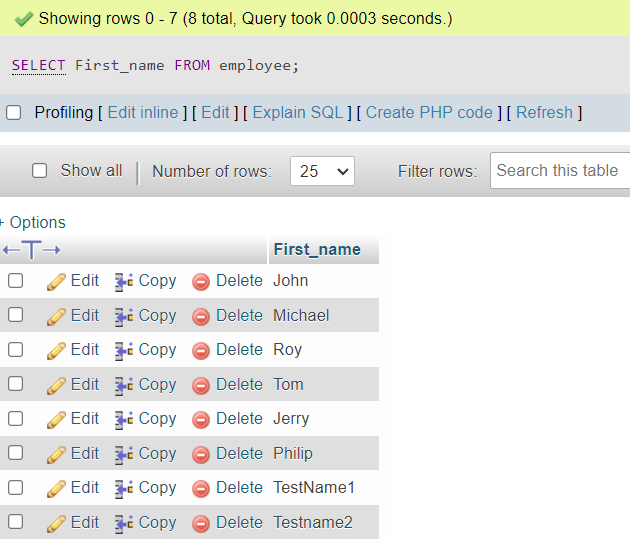 Showing rows 0 - 7 (8 total, Query took 0.0003 seconds.)
SELECT First_name FROM employee;
Profiling [ Edit inline ] [ Edit ] [ Explain SQL ] [ Create PHP code ] [ Refresh ]
Show all Number of rows: 25 Filter rows: Search this table
+ Options
←T→ First_name
Edit Copy Delete John
Edit Copy Delete Michael
Edit Copy Delete Roy
Edit Copy Delete Tom
Edit Copy Delete Jerry
Edit Copy Delete Philip
Edit Copy Delete TestName1
Edit Copy Delete Testname2